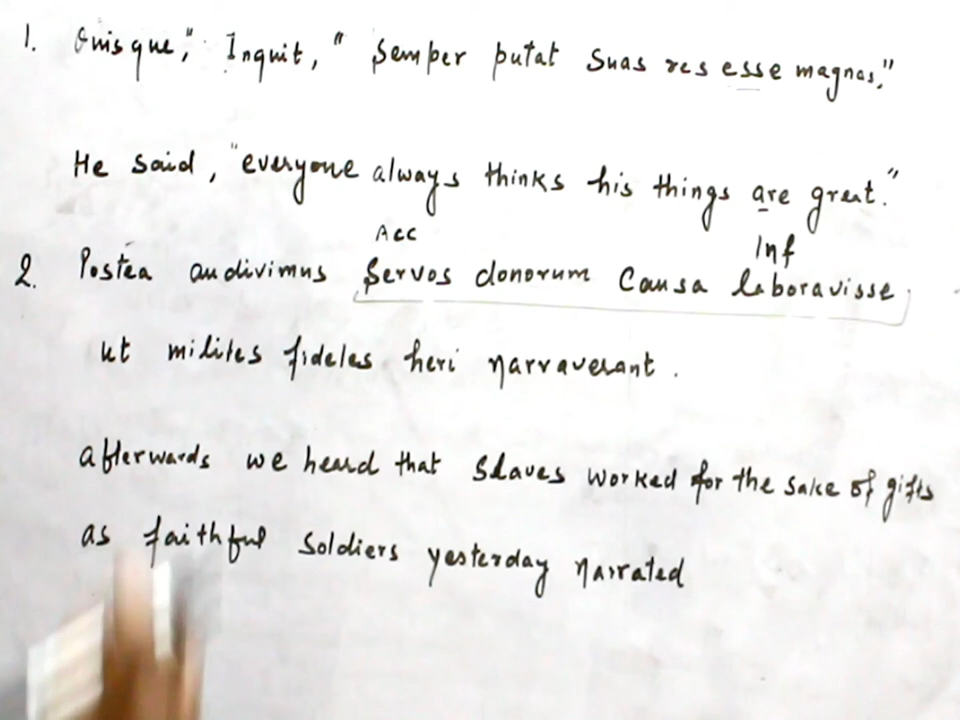 1. Quisque," Inquit, " Semper putat suas res esse magnas."
He said, "everyone always thinks his things are great."
Acc Inf
2. Postea audivimus servos donorum causa laboravisse.
ut milites fideles heri narraverant.
afterwards we heard that slaves worked for the sake of gifts
as faithful soldiers yesterday narrated